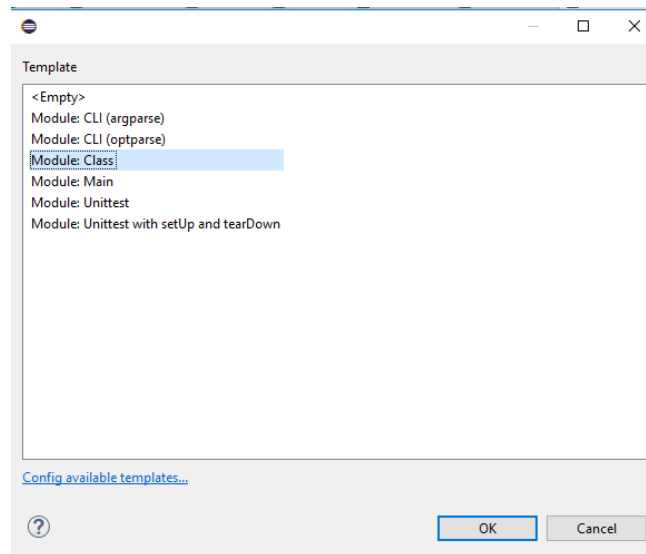 Template
<Empty>
Module: CLI (argparse)
Module: CLI (optparse)
Module: Class
Module: Main
Module: Unittest
Module: Unittest with setUp and tearDown
Config available templates...
?
OK
Cancel